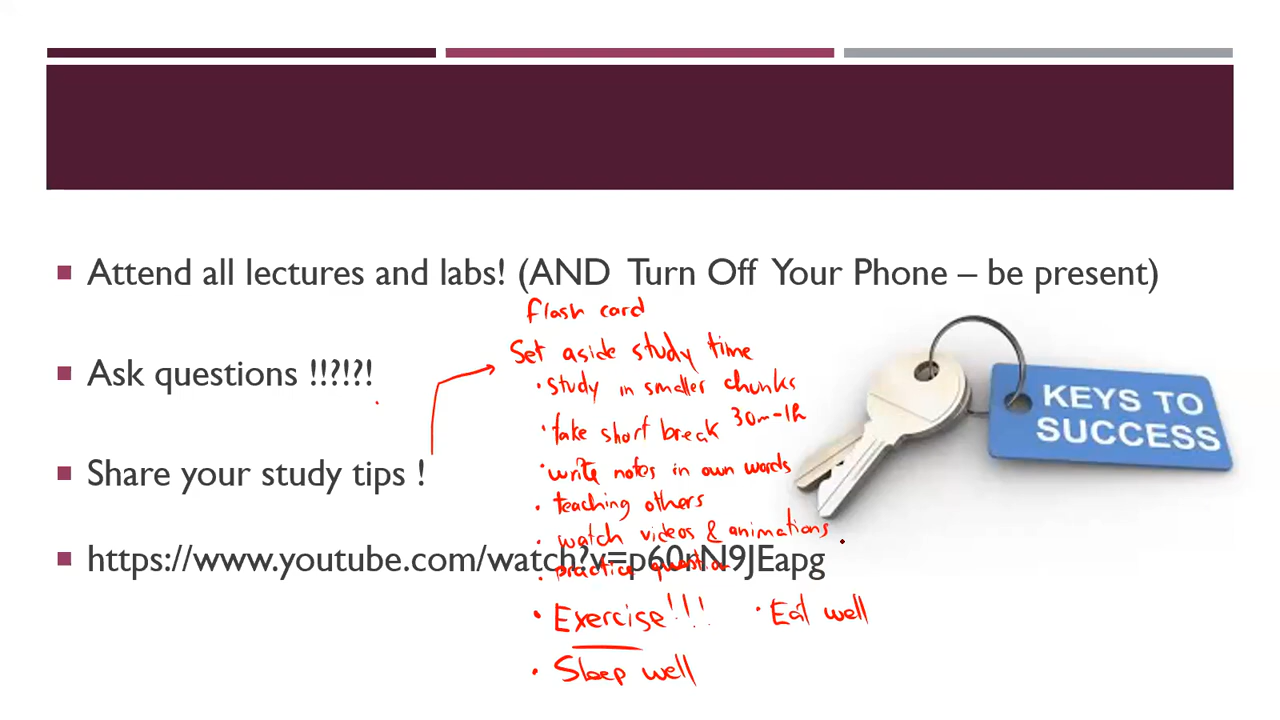 Attend all lectures and labs! (AND Turn Off Your Phone – be present)
flash card
Set aside study time
Ask questions !!?!?!
• study in smaller chunks
• take short break 30m-1h
KEYS TO
SUCCESS
Share your study tips !
• write notes in own words
• teaching others
• watch videos & animations
https://www.youtube.com/watch?v=p60rN9JEapg
• practice question
• Exercise!!! • Eat well
• Sleep well